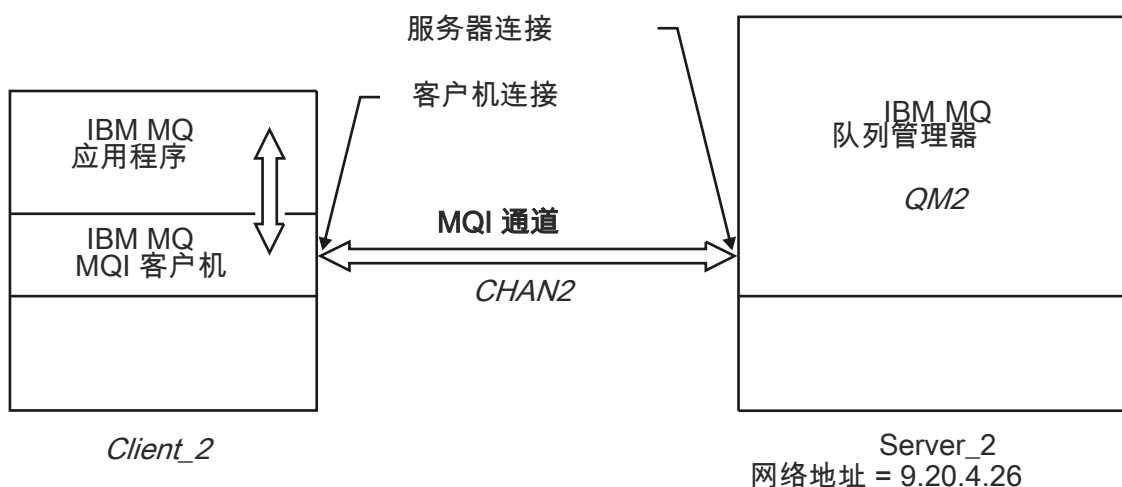 服务器连接
客户机连接
IBM MQ
应用程序
IBM MQ
MQI 客户机
MQI 通道
CHAN2
IBM MQ
队列管理器
QM2
Client_2
Server_2
网络地址 = 9.20.4.26